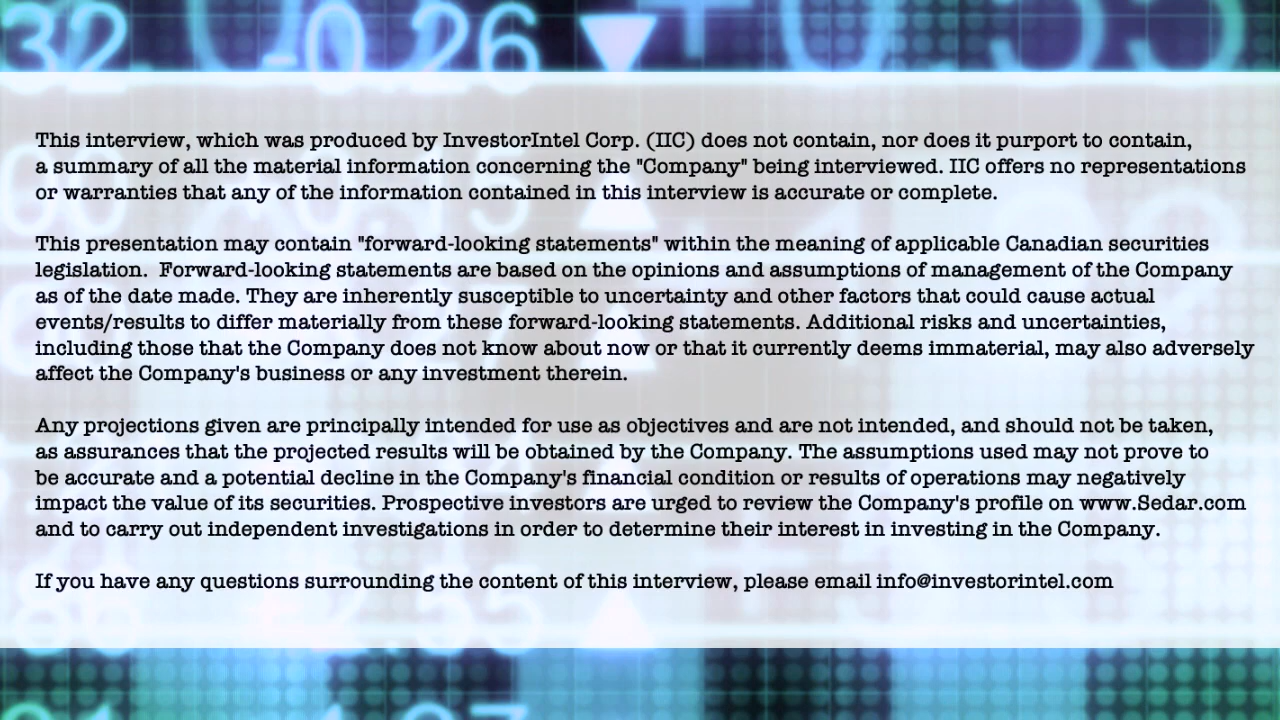 32. -0.26 +0.55
This interview, which was produced by InvestorIntel Corp. (IIC) does not contain, nor does it purport to contain,
a summary of all the material information concerning the "Company" being interviewed. IIC offers no representations
or warranties that any of the information contained in this interview is accurate or complete.
This presentation may contain "forward-looking statements" within the meaning of applicable Canadian securities
legislation.  Forward-looking statements are based on the opinions and assumptions of management of the Company
as of the date made. They are inherently susceptible to uncertainty and other factors that could cause actual
events/results to differ materially from these forward-looking statements. Additional risks and uncertainties,
including those that the Company does not know about now or that it currently deems immaterial, may also adversely
affect the Company's business or any investment therein.
Any projections given are principally intended for use as objectives and are not intended, and should not be taken,
as assurances that the projected results will be obtained by the Company. The assumptions used may not prove to
be accurate and a potential decline in the Company's financial condition or results of operations may negatively
impact the value of its securities. Prospective investors are urged to review the Company's profile on www.Sedar.com
and to carry out independent investigations in order to determine their interest in investing in the Company.
If you have any questions surrounding the content of this interview, please email info@investorintel.com